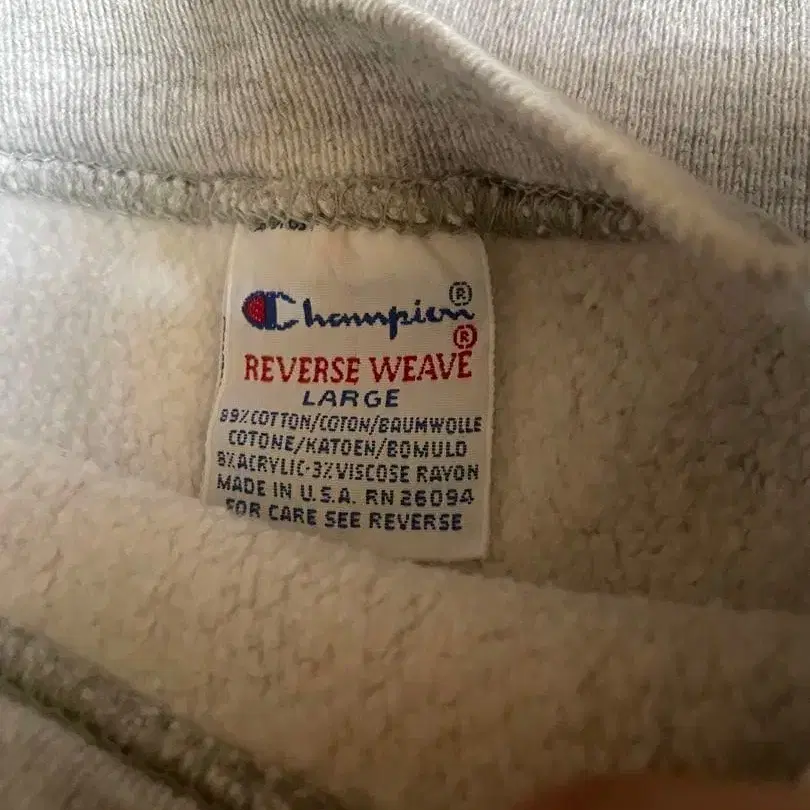 Champion®
REVERSE WEAVE®
LARGE
89%COTTON/COTON/BAUMWOLLE
COTONE/KATOEN/BOMULD
8%ACRYLIC-3%VISCOSE RAYON
MADE IN U.S.A. RN 26094
FOR CARE SEE REVERSE